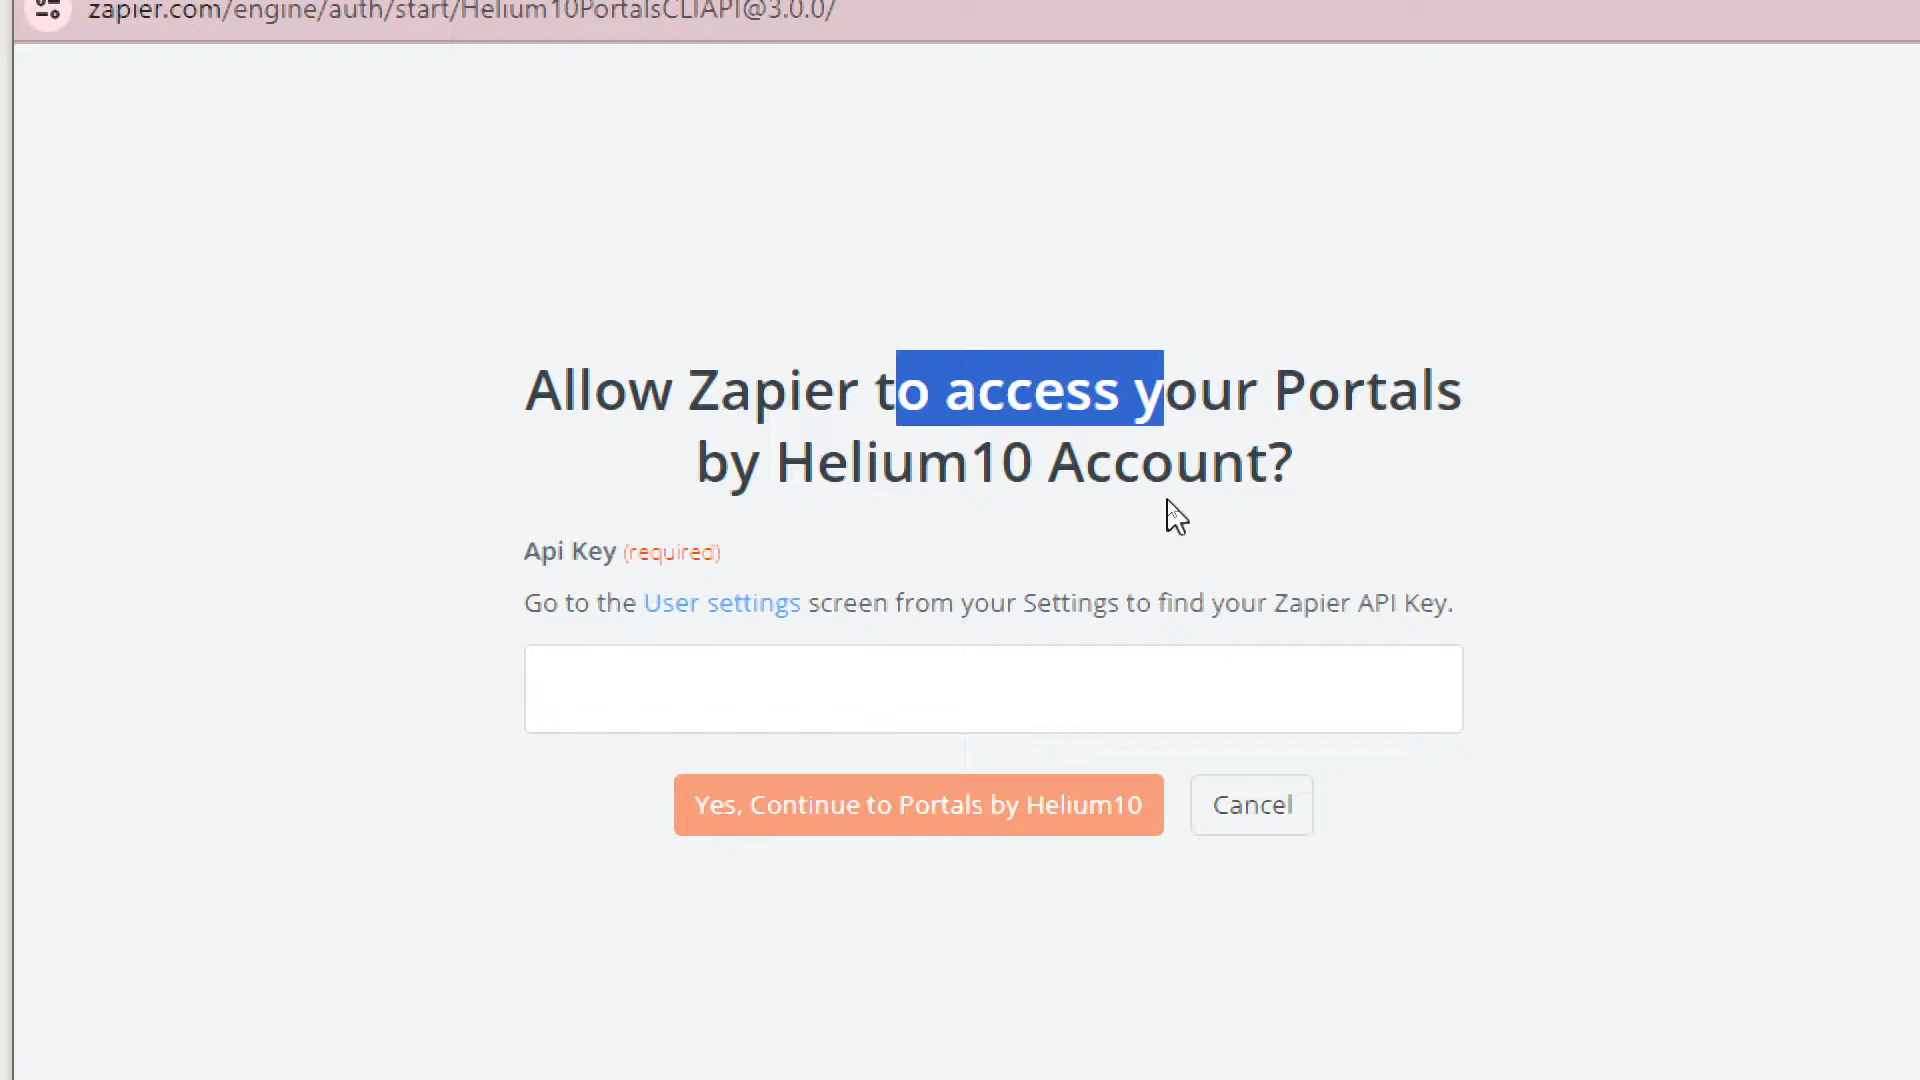 zapier.com/engine/auth/start/Helium10PortalsCLIAPI@3.0.0/
Allow Zapier to access your Portals
by Helium10 Account?
Api Key (required)
Go to the User settings screen from your Settings to find your Zapier API Key.
Yes, Continue to Portals by Helium10
Cancel